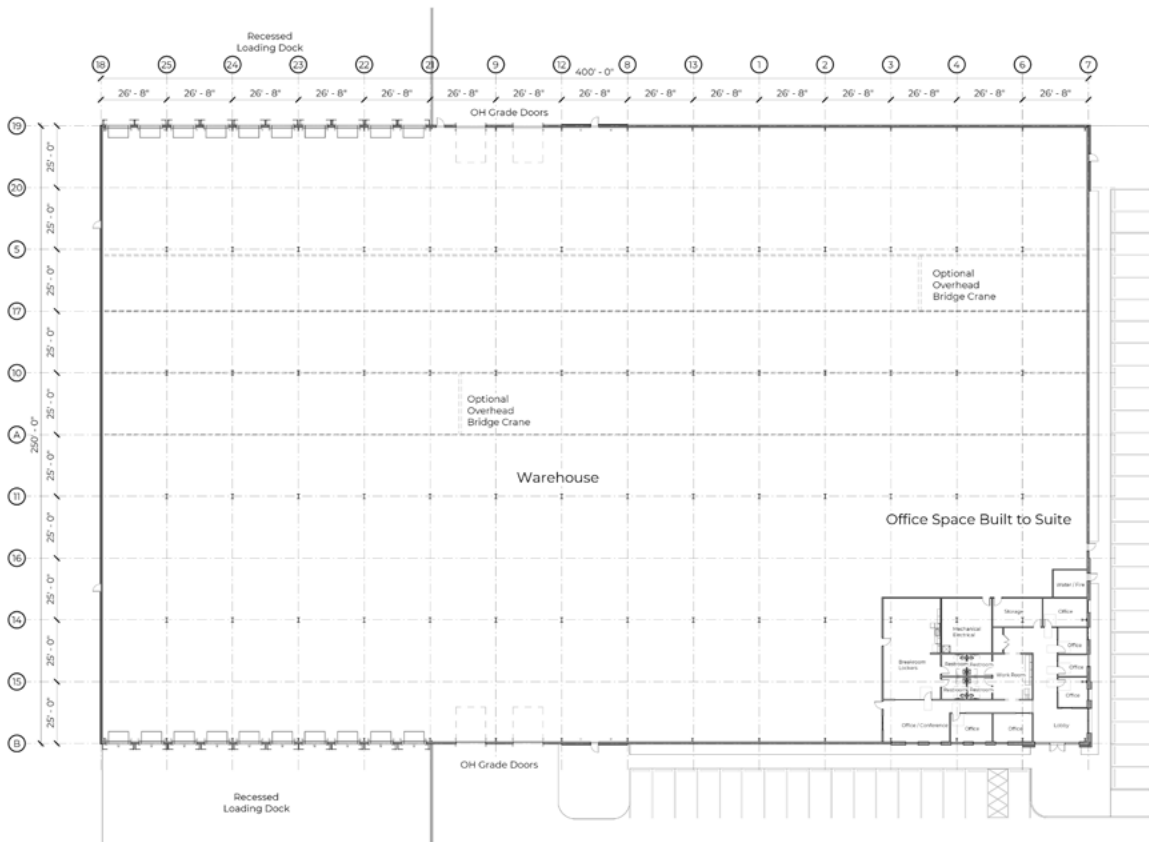 Recessed
Loading Dock
18 25 24 23 22 21 9 12 8 13 1 2 3 4 6 7
400' - 0"
26' - 8" 26' - 8" 26' - 8" 26' - 8" 26' - 8" 26' - 8" 26' - 8" 26' - 8" 26' - 8" 26' - 8" 26' - 8" 26' - 8" 26' - 8" 26' - 8" 26' - 8"
OH Grade Doors
19
25' - 0"
20
25' - 0"
5
25' - 0"
Optional
Overhead
Bridge Crane
17
25' - 0"
10
25' - 0"
Optional
Overhead
Bridge Crane
A
250' - 0"
25' - 0"
Warehouse
11
25' - 0"
Office Space Built to Suite
16
25' - 0"
Water / Fire
Storage
Office
14
Mechanical
Electrical
25' - 0"
Office
Breakroom
Lockers
Restroom Restroom
Office
Work Room
15
Restroom Restroom
Office
25' - 0"
Office / Conference
Office
Office
Lobby
B
OH Grade Doors
Recessed
Loading Dock